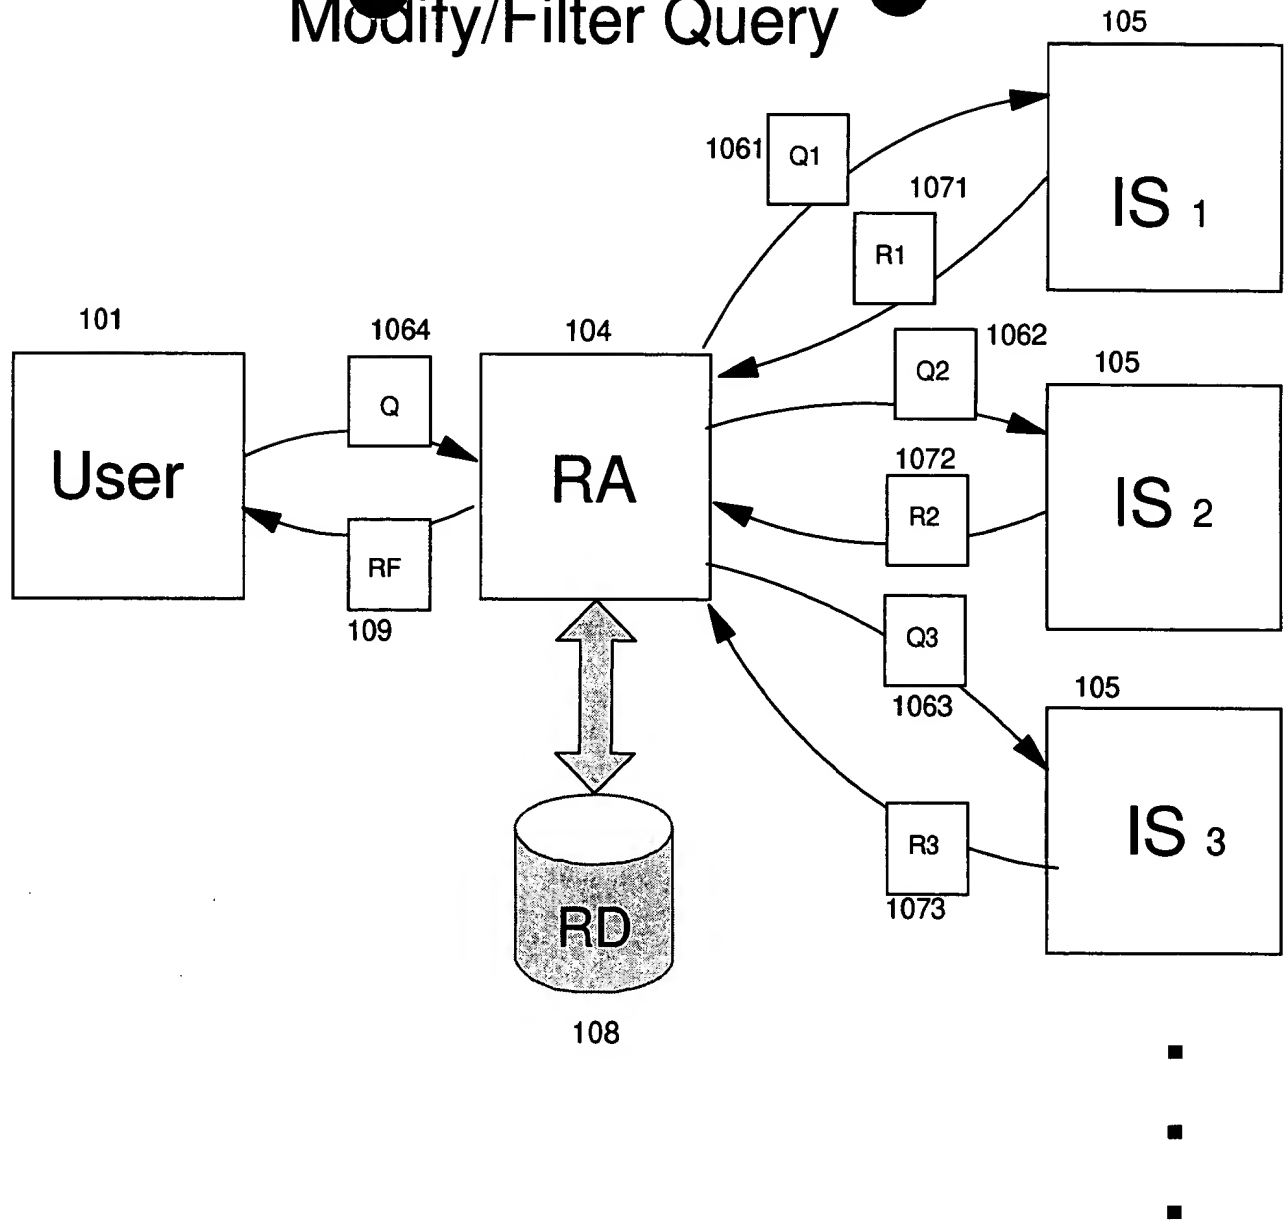 Modify/Filter Query
105
1061
Q1
1071
IS 1
R1
101
1064
104
1062
Q
Q2
105
User
RA
1072
IS 2
R2
RF
109
Q3
1063
105
R3
IS 3
1073
RD
108